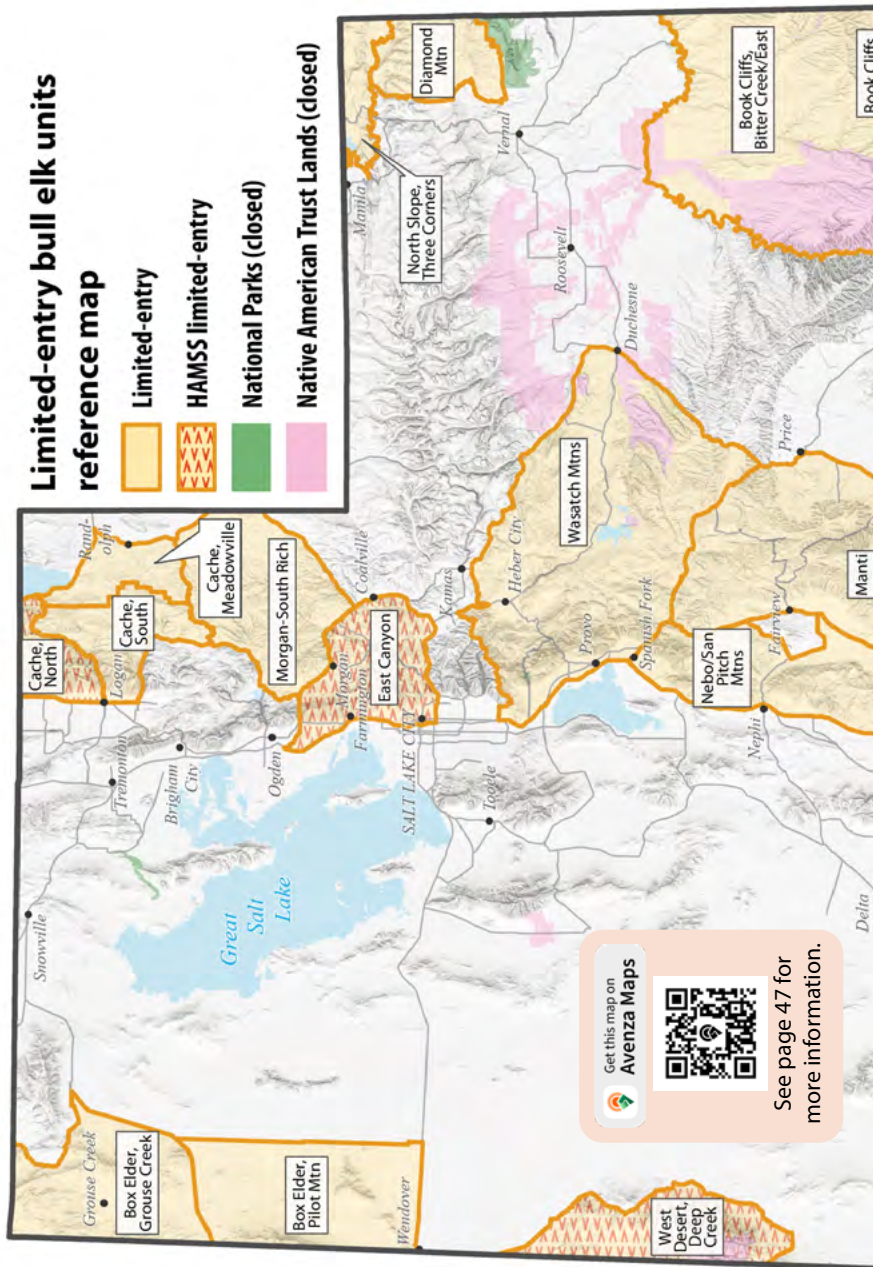 Limited-entry bull elk units
reference map
Limited-entry
HAMSS limited-entry
National Parks (closed)
Native American Trust Lands (closed)
Snowville
Grouse Creek
Box Elder,
Grouse Creek
Box Elder,
Pilot Mtn
Wendover
Tremonton
Brigham
City
Logan
Cache,
North
Cache,
South
Rand-
olph
Cache,
Meadowville
Ogden
Morgan-South Rich
Great
Salt
Lake
Morgan
Farmington
East Canyon
Coalville
SALT LAKE CITY
Kamas
Tooele
Heber City
Manila
North Slope,
Three Corners
Diamond
Mtn
Vernal
Roosevelt
Duchesne
Wasatch Mtns
Provo
Spanish Fork
Nebo/San
Pitch
Mtns
Nephi
Fairview
Manti
Price
Book Cliffs,
Bitter Creek/East
Book Cliffs
Delta
West
Desert,
Deep
Creek
Get this map on
Avenza Maps
See page 47 for
more information.